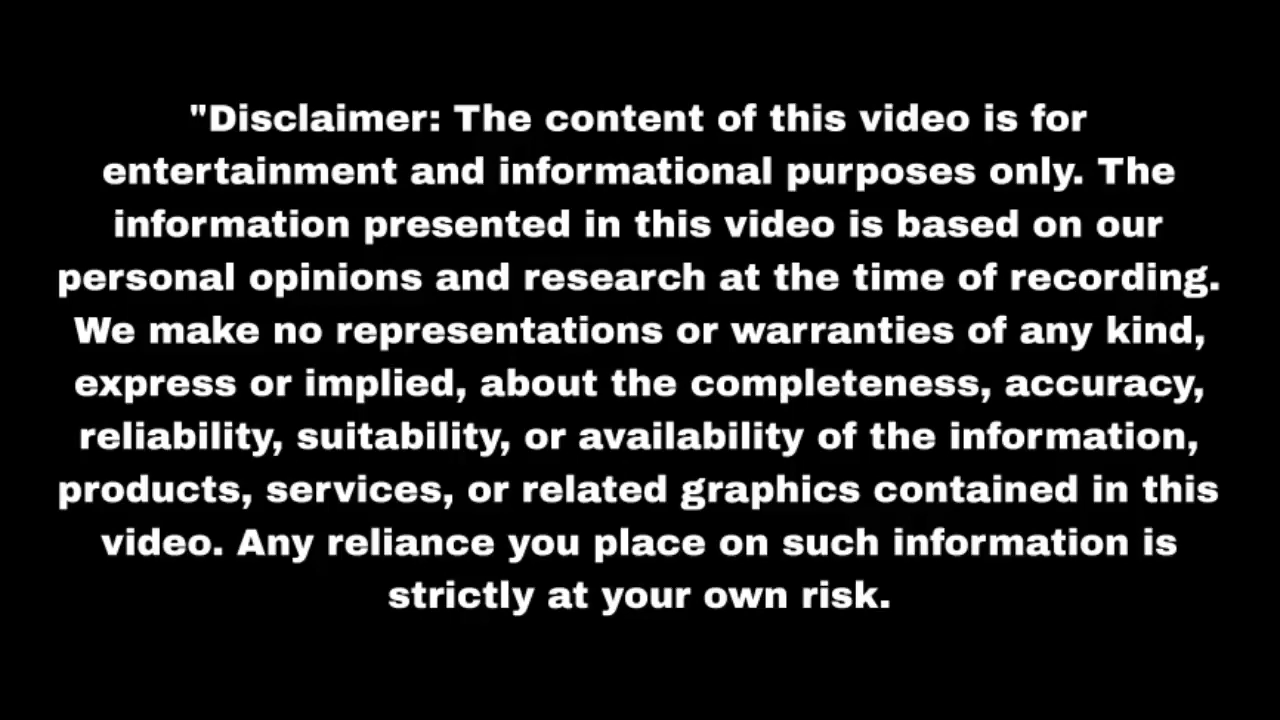 "Disclaimer: The content of this video is for
entertainment and informational purposes only. The
information presented in this video is based on our
personal opinions and research at the time of recording.
We make no representations or warranties of any kind,
express or implied, about the completeness, accuracy,
reliability, suitability, or availability of the information,
products, services, or related graphics contained in this
video. Any reliance you place on such information is
strictly at your own risk.